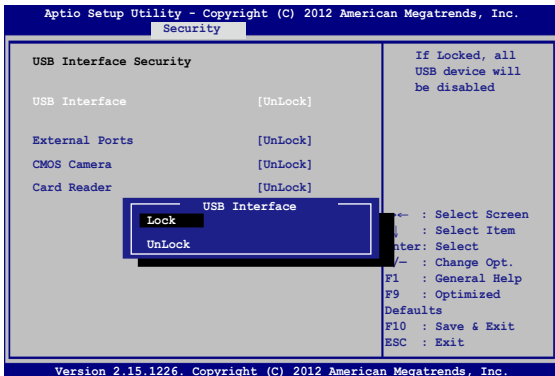 Aptio Setup Utility - Copyright (C) 2012 American Megatrends, Inc.
Security
USB Interface Security
USB Interface [UnLock]
External Ports [UnLock]
CMOS Camera [UnLock]
Card Reader [UnLock]
USB Interface
Lock
UnLock
If Locked, all
USB device will
be disabled
→← : Select Screen
↓ : Select Item
nter: Select
/— : Change Opt.
F1 : General Help
F9 : Optimized
Defaults
F10 : Save & Exit
ESC : Exit
Version 2.15.1226. Copyright (C) 2012 American Megatrends, Inc.